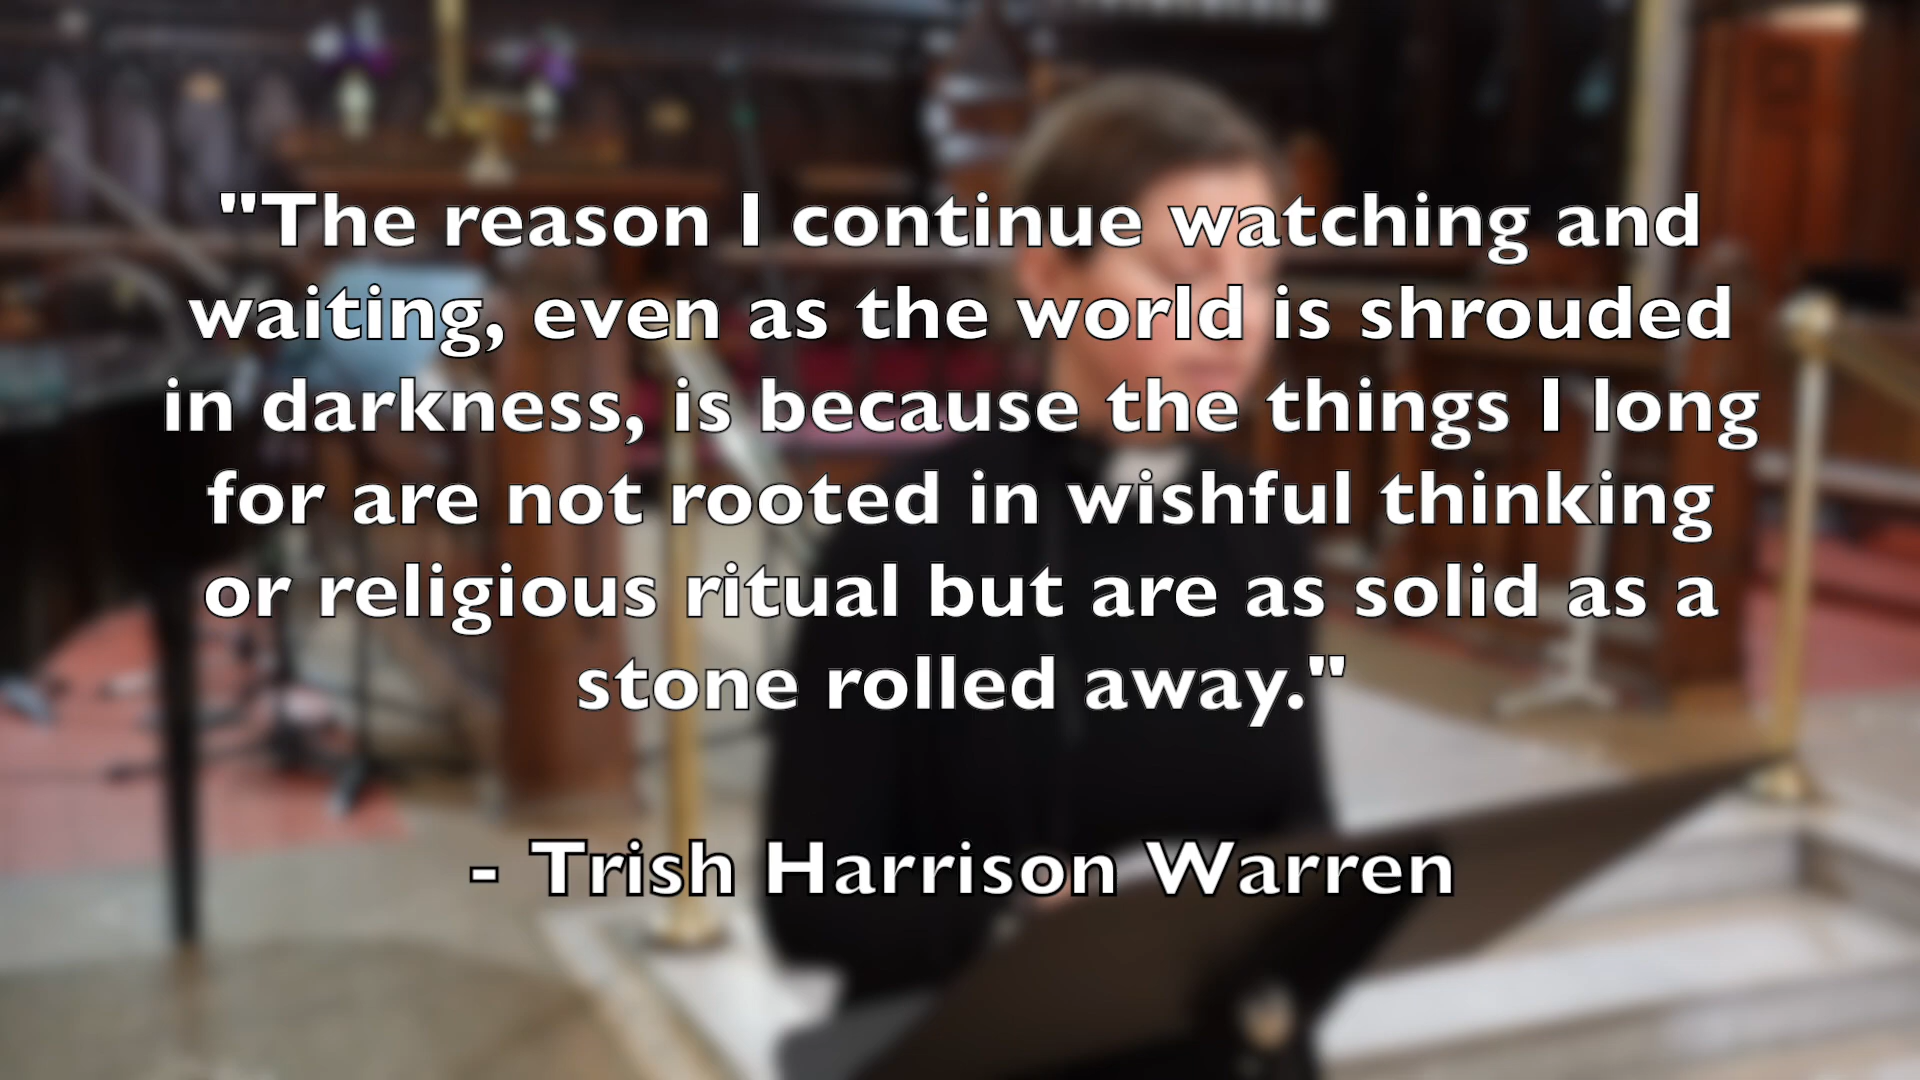 "The reason I continue watching and
waiting, even as the world is shrouded
in darkness, is because the things I long
for are not rooted in wishful thinking
or religious ritual but are as solid as a
stone rolled away."
- Trish Harrison Warren